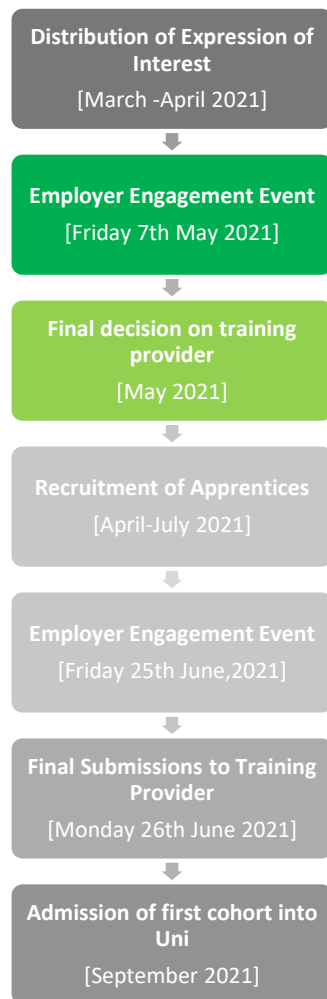 Distribution of Expression of
Interest
[March -April 2021]
Employer Engagement Event
[Friday 7th May 2021]
Final decision on training
provider
[May 2021]
Recruitment of Apprentices
[April-July 2021]
Employer Engagement Event
[Friday 25th June,2021]
Final Submissions to Training
Provider
[Monday 26th June 2021]
Admission of first cohort into
Uni
[September 2021]